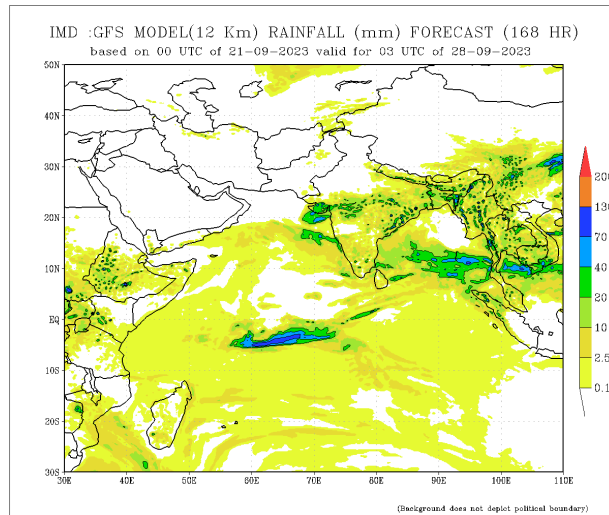 IMD :GFS MODEL(12 Km) RAINFALL (mm) FORECAST (168 HR)
based on 00 UTC of 21-09-2023 valid for 03 UTC of 28-09-2023
50N
40N
30N
20N
10N
EQ
10S
20S
30S
30E 40E 50E 60E 70E 80E 90E 100E 110E
200
130
70
40
20
10
2.5
0.1
(Background does not depict political boundary)